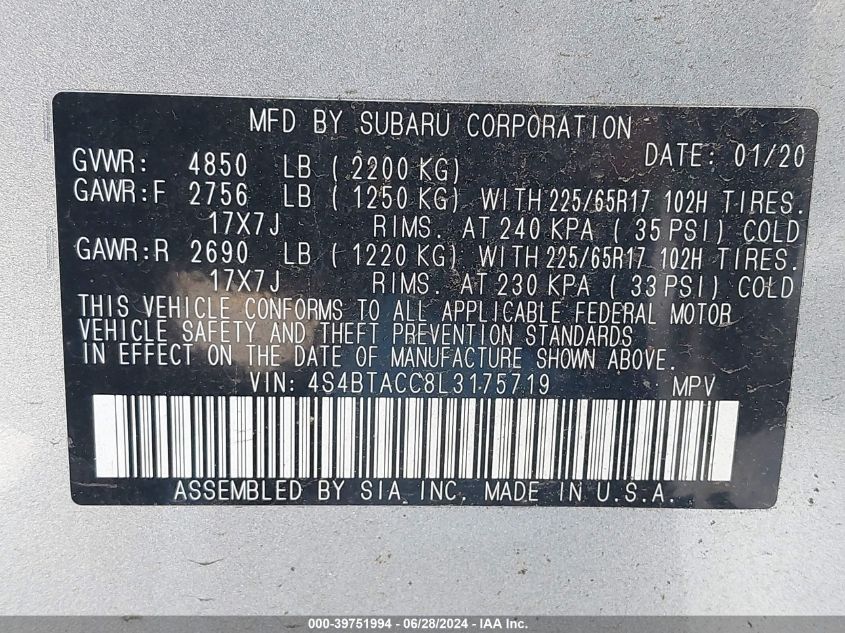 MFD BY SUBARU CORPORATION
GVWR: 4850 LB ( 2200 KG) DATE: 01/20
GAWR:F 2756 LB ( 1250 KG) WITH 225/65R17 102H TIRES.
17X7J RIMS. AT 240 KPA ( 35 PSI) COLD
GAWR:R 2690 LB ( 1220 KG) WITH 225/65R17 102H TIRES.
17X7J RIMS. AT 230 KPA ( 33 PSI) COLD
THIS VEHICLE CONFORMS TO ALL APPLICABLE FEDERAL MOTOR
VEHICLE SAFETY AND THEFT PREVENTION STANDARDS
IN EFFECT ON THE DATE OF MANUFACTURE SHOWN ABOVE.
VIN: 4S4BTACC8L3175719 MPV
ASSEMBLED BY SIA INC, MADE IN U.S.A.
000-39751994 - 06/28/2024 - IAA Inc.